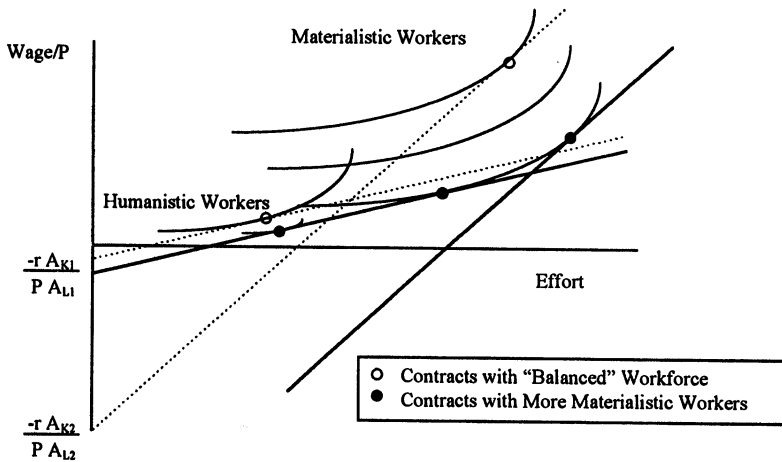 Materialistic Workers
Wage/P
Humanistic Workers
-r A_K1
P A_L1
Effort
Contracts with “Balanced” Workforce
Contracts with More Materialistic Workers
-r A_K2
P A_L2